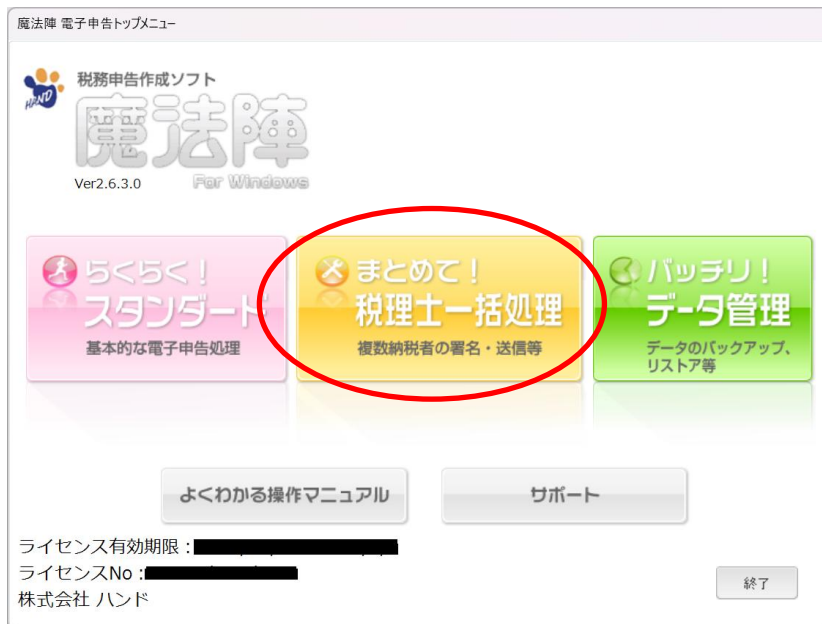 魔法陣 電子申告トップメニュー
税務申告作成ソフト
HAND
魔法陣
Ver2.6.3.0
For Windows
らくらく！
スタンダード
基本的な電子申告処理
まとめて！
税理士一括処理
複数納税者の署名・送信等
バッチリ！
データ管理
データのバックアップ、
リストア等
よくわかる操作マニュアル
サポート
ライセンス有効期限：
ライセンスNo：
株式会社 ハンド
終了